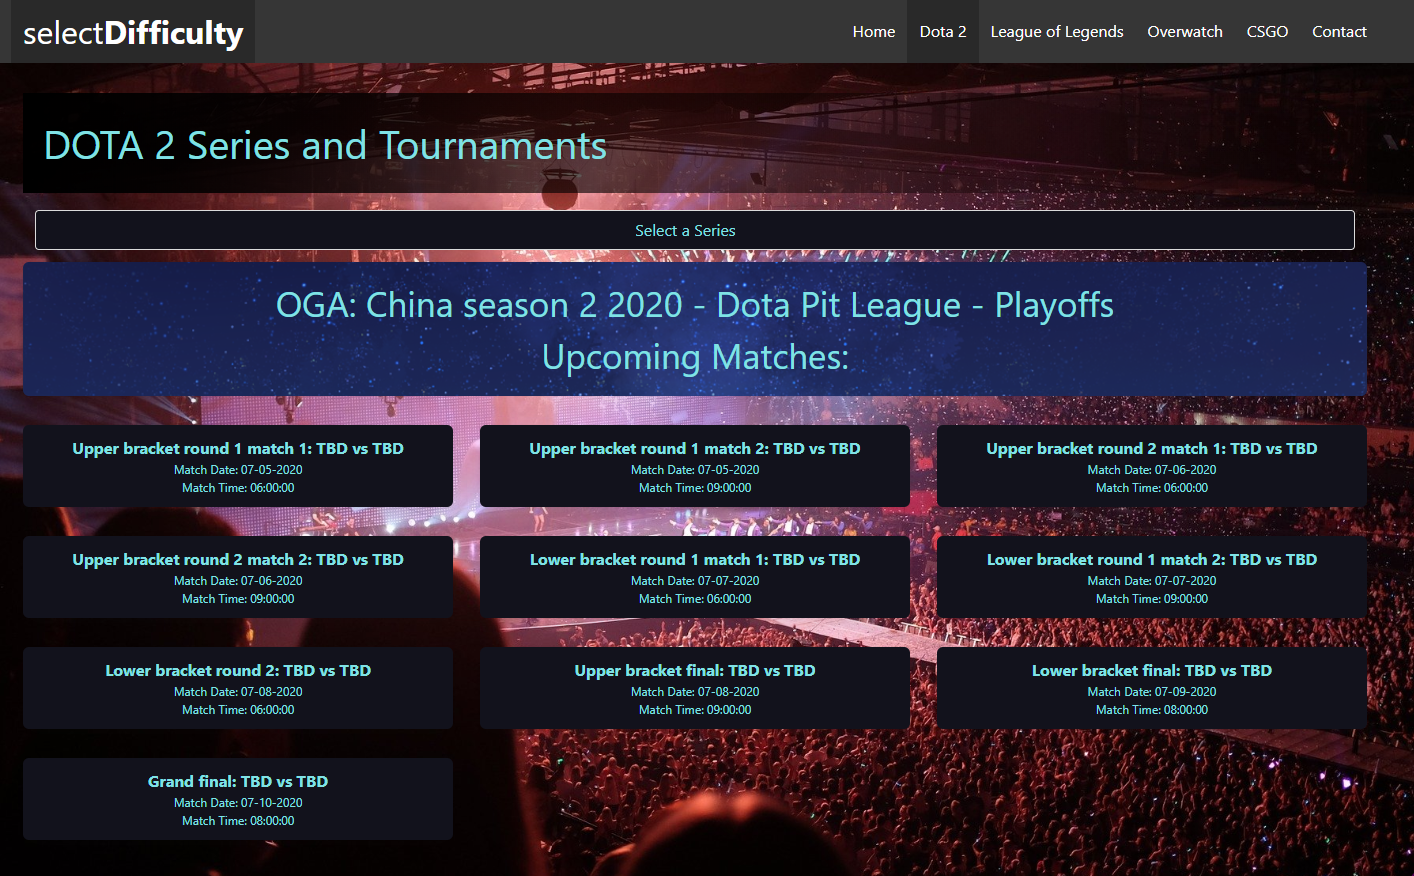 selectDifficulty
Home Dota 2 League of Legends Overwatch CSGO Contact
DOTA 2 Series and Tournaments
Select a Series
OGA: China season 2 2020 - Dota Pit League - Playoffs
Upcoming Matches:
Upper bracket round 1 match 1: TBD vs TBD
Match Date: 07-05-2020
Match Time: 06:00:00
Upper bracket round 1 match 2: TBD vs TBD
Match Date: 07-05-2020
Match Time: 09:00:00
Upper bracket round 2 match 1: TBD vs TBD
Match Date: 07-06-2020
Match Time: 06:00:00
Upper bracket round 2 match 2: TBD vs TBD
Match Date: 07-06-2020
Match Time: 09:00:00
Lower bracket round 1 match 1: TBD vs TBD
Match Date: 07-07-2020
Match Time: 06:00:00
Lower bracket round 1 match 2: TBD vs TBD
Match Date: 07-07-2020
Match Time: 09:00:00
Lower bracket round 2: TBD vs TBD
Match Date: 07-08-2020
Match Time: 06:00:00
Upper bracket final: TBD vs TBD
Match Date: 07-08-2020
Match Time: 09:00:00
Lower bracket final: TBD vs TBD
Match Date: 07-09-2020
Match Time: 08:00:00
Grand final: TBD vs TBD
Match Date: 07-10-2020
Match Time: 08:00:00